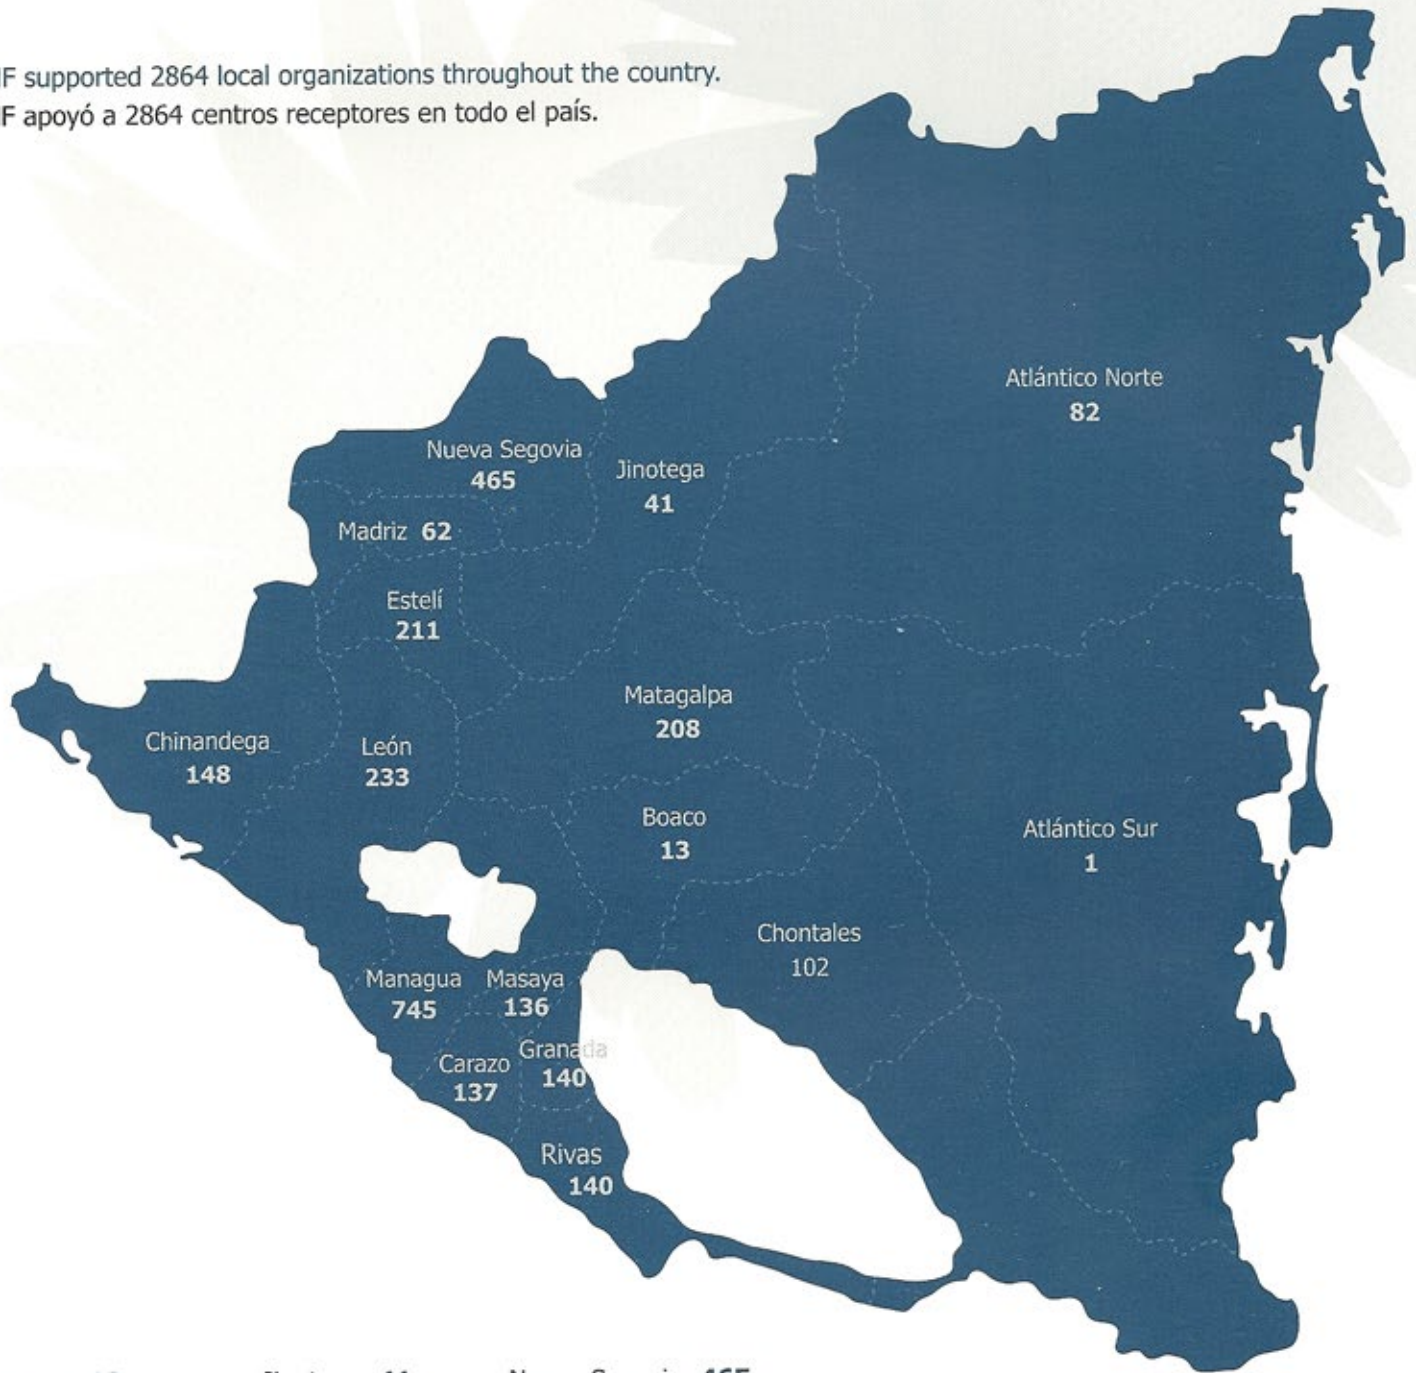 F supported 2864 local organizations throughout the country.
F apoyó a 2864 centros receptores en todo el país.
Atlántico Norte
82
Nueva Segovia
465
Jinotega
41
Madriz 62
Estelí
211
Matagalpa
208
Chinandega
148
León
233
Boaco
13
Atlántico Sur
1
Chontales
102
Managua
745
Masaya
136
Granada
140
Carazo
137
Rivas
140